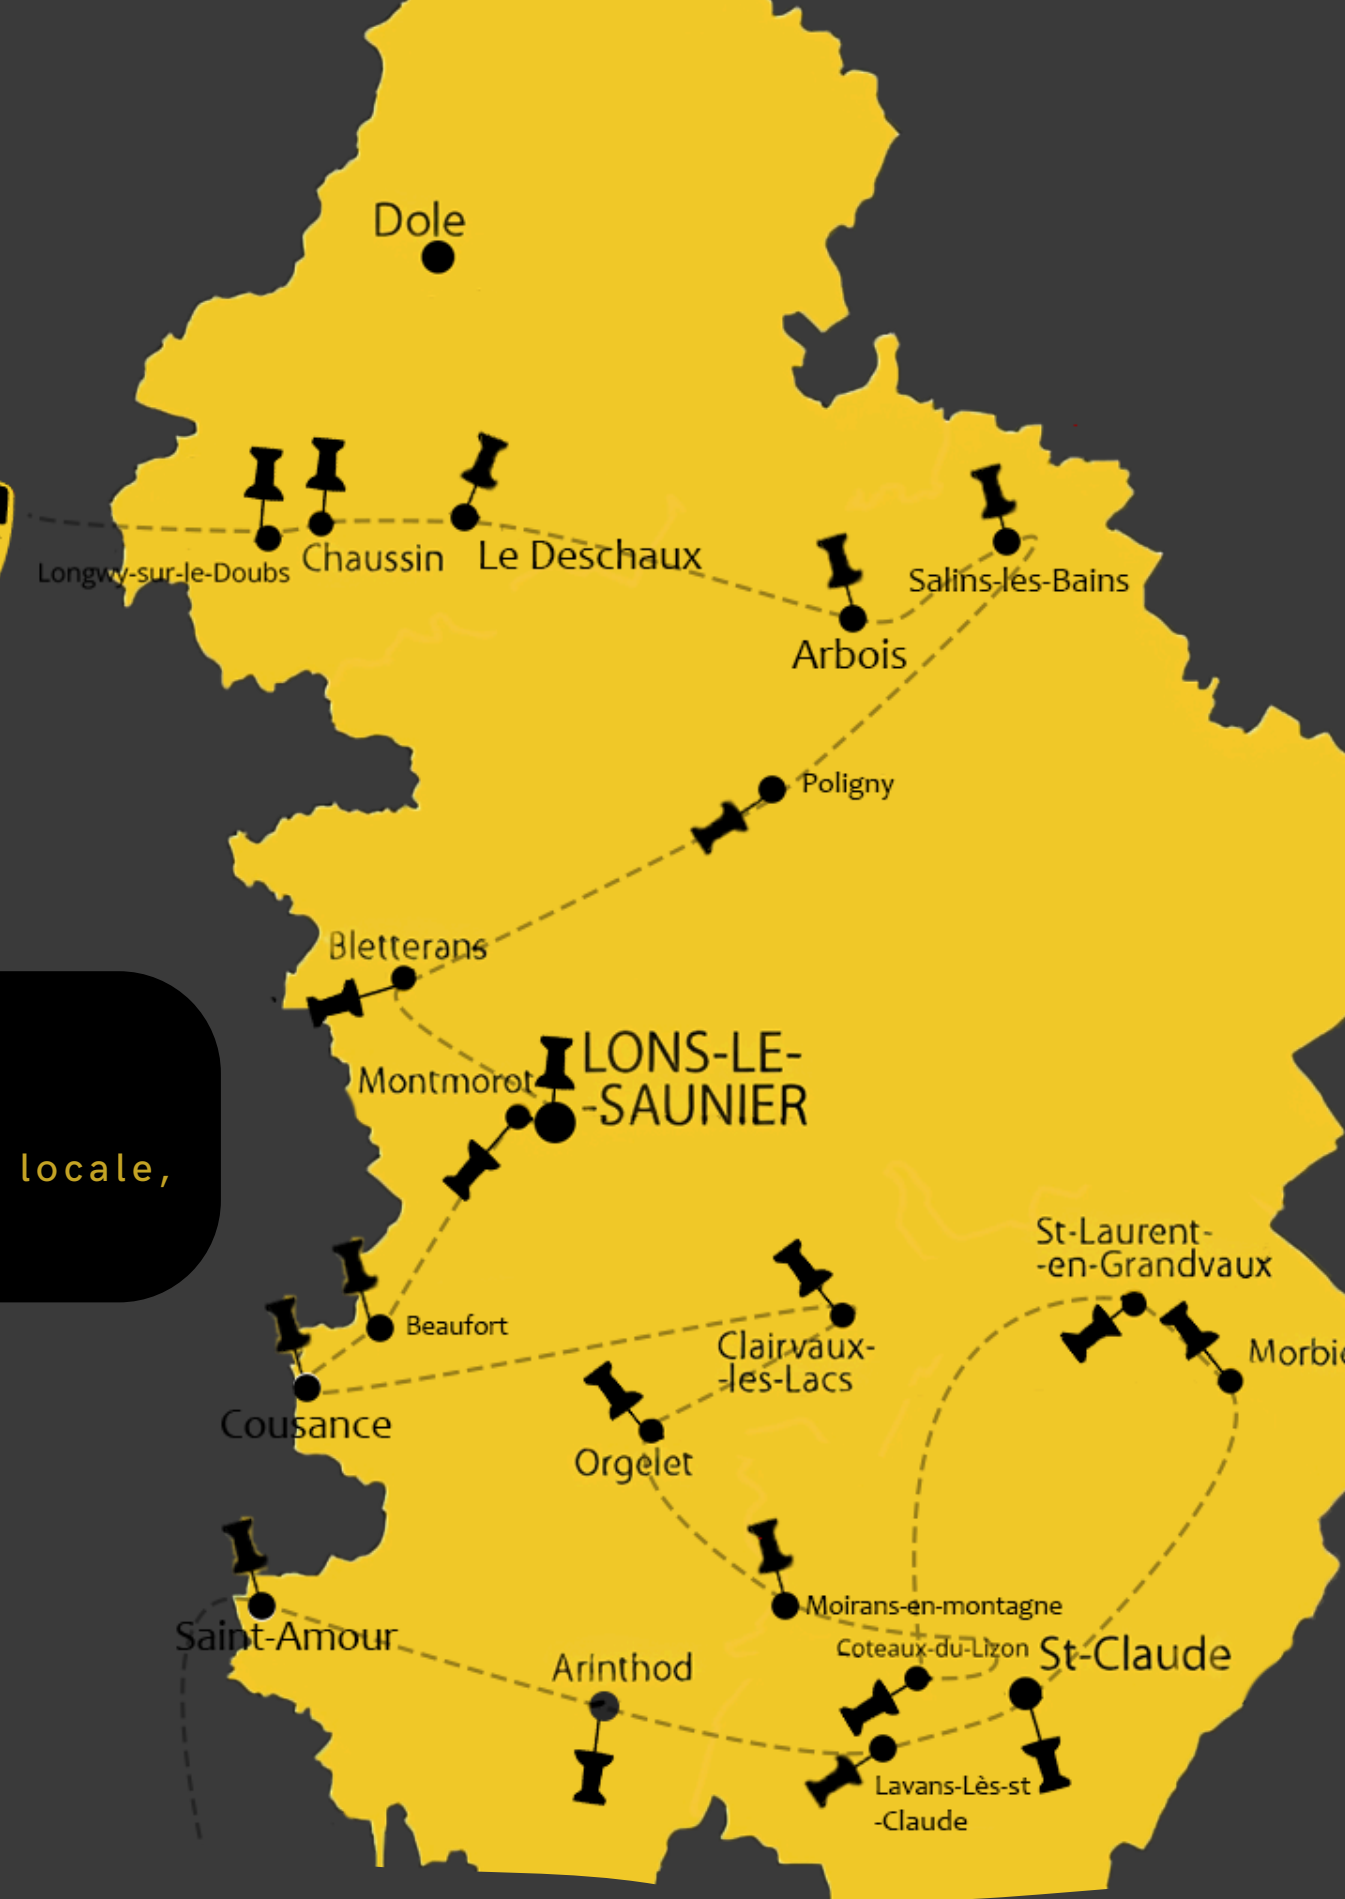 Dole
Longwy-sur-le-Doubs
Chaussin
Le Deschaux
Arbois
Salins-les-Bains
Poligny
Bletterans
LONS-LE-
-SAUNIER
Montmorot
locale,
Beaufort
Cousance
Clairvaux-
-les-Lacs
St-Laurent-
-en-Grandvaux
Orgelet
Moirans-en-montagne
Coteaux-du-Lizon
St-Claude
Saint-Amour
Arinthod
Lavans-Lès-st
-Claude